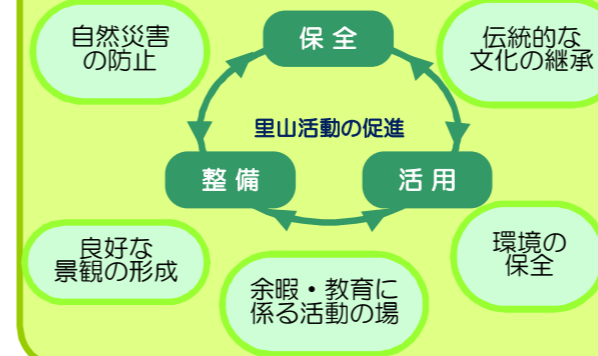 自然災害
の防止
保 全
伝統的な
文化の継承
里山活動の促進
整 備
活 用
良好な
景観の形成
環境の
保全
余暇・教育に
係る活動の場